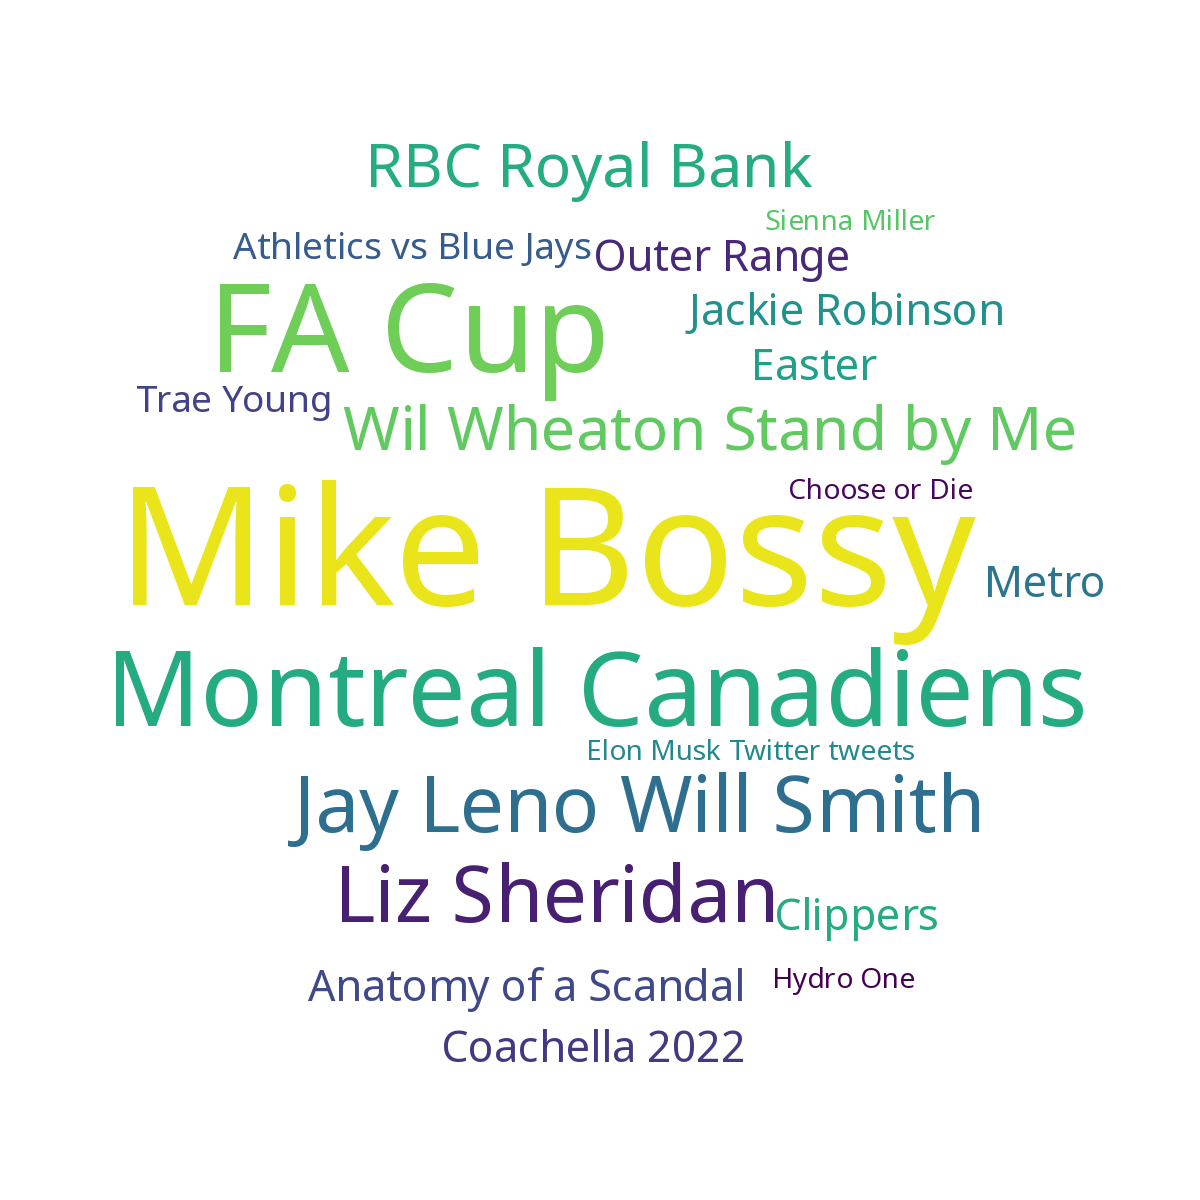 RBC Royal Bank
Sienna Miller
Athletics vs Blue Jays
Outer Range
FA Cup
Jackie Robinson
Easter
Trae Young
Wil Wheaton Stand by Me
Choose or Die
Mike Bossy
Metro
Montreal Canadiens
Elon Musk Twitter tweets
Jay Leno Will Smith
Liz Sheridan
Clippers
Anatomy of a Scandal
Hydro One
Coachella 2022